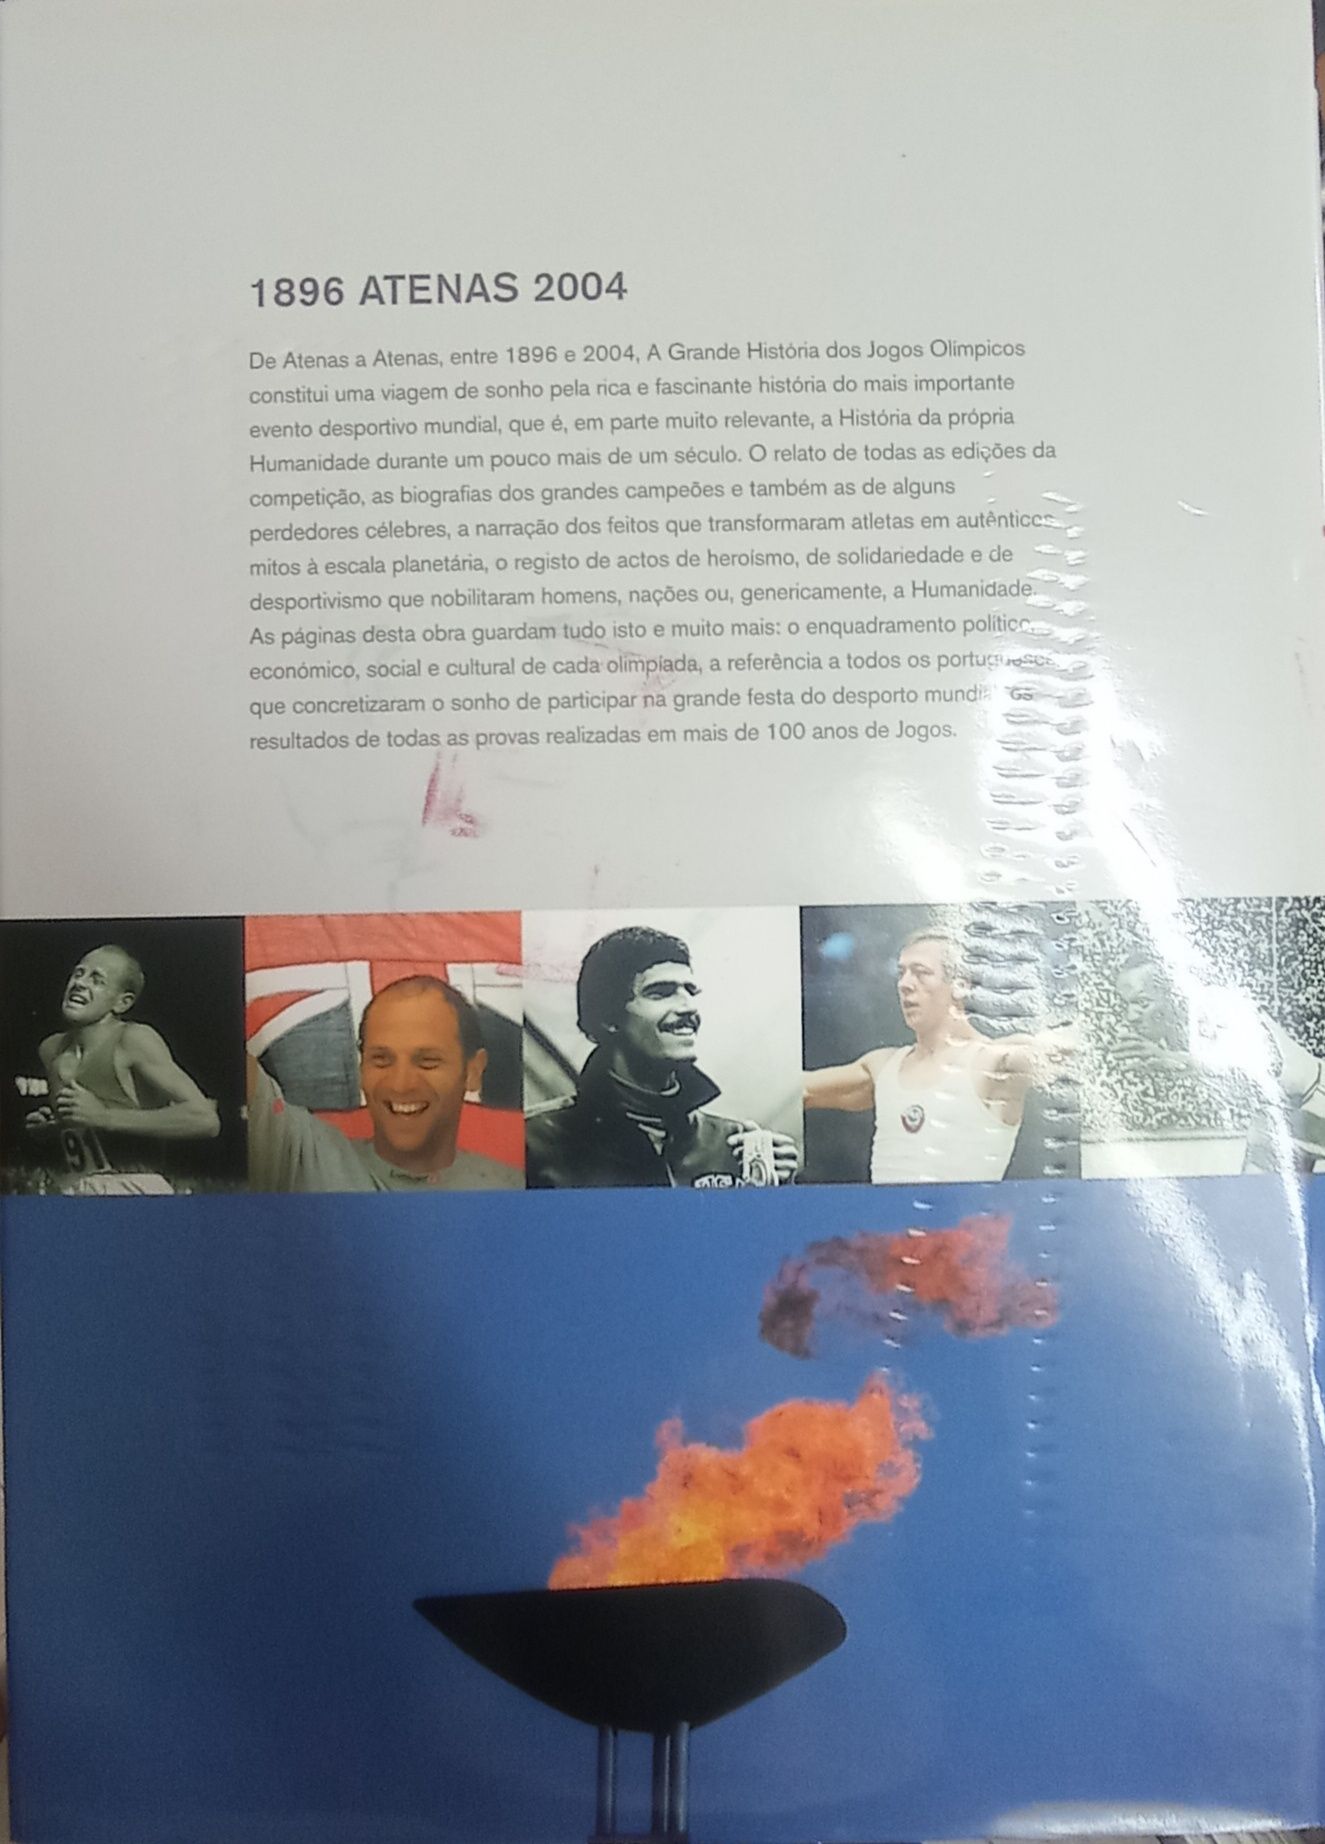 1896 ATENAS 2004
De Atenas a Atenas, entre 1896 e 2004, A Grande História dos Jogos Olímpicos
constitui uma viagem de sonho pela rica e fascinante história do mais importante
evento desportivo mundial, que é, em parte muito relevante, a História da própria
Humanidade durante um pouco mais de um século. O relato de todas as edições da
competição, as biografias dos grandes campeões e também as de alguns
perdedores célebres, a narração dos feitos que transformaram atletas em autênticos
mitos à escala planetária, o registo de actos de heroísmo, de solidariedade e de
desportivismo que nobilitaram homens, nações ou, genericamente, a Humanidade.
As páginas desta obra guardam tudo isto e muito mais: o enquadramento político,
económico, social e cultural de cada olimpíada, a referência a todos os portugueses
que concretizaram o sonho de participar na grande festa do desporto mundial, os
resultados de todas as provas realizadas em mais de 100 anos de Jogos.
91